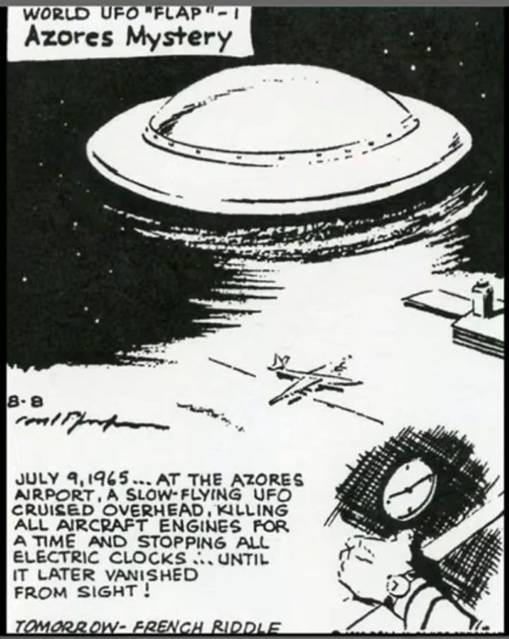 WORLD UFO "FLAP" - 1
Azores Mystery
8-8
JULY 9, 1965... AT THE AZORES
AIRPORT, A SLOW-FLYING UFO
CRUISED OVERHEAD, KILLING
ALL AIRCRAFT ENGINES FOR
A TIME AND STOPPING ALL
ELECTRIC CLOCKS ∴. UNTIL
IT LATER VANISHED
FROM SIGHT!
TOMORROW- FRENCH RIDDLE